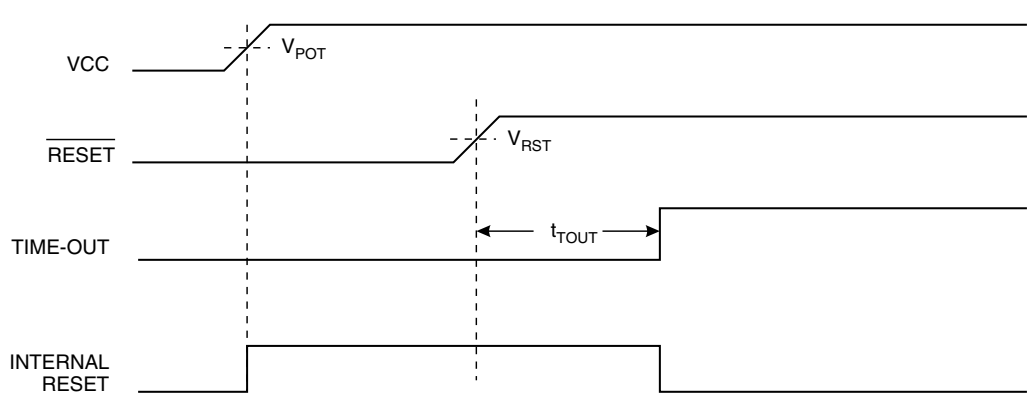 VCC
V_POT
RESET
V_RST
TIME-OUT
t_TOUT
INTERNAL
RESET